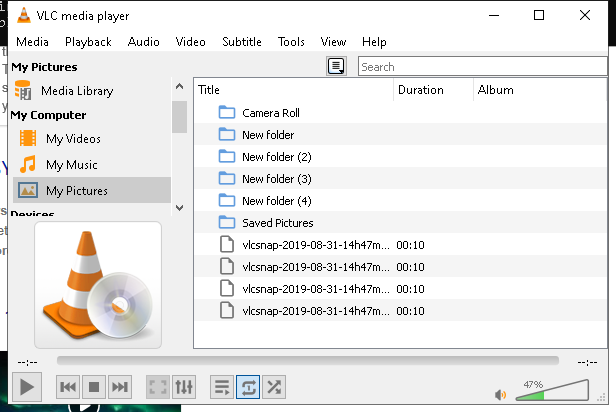 VLC media player
Media Playback Audio Video Subtitle Tools View Help
My Pictures
Search
Media Library
My Computer
My Videos
My Music
My Pictures
Devices
Title Duration Album
Camera Roll
New folder
New folder (2)
New folder (3)
New folder (4)
Saved Pictures
vlcsnap-2019-08-31-14h47m... 00:10
vlcsnap-2019-08-31-14h47m... 00:10
vlcsnap-2019-08-31-14h47m... 00:10
vlcsnap-2019-08-31-14h47m... 00:10
--:-- --:--
47%